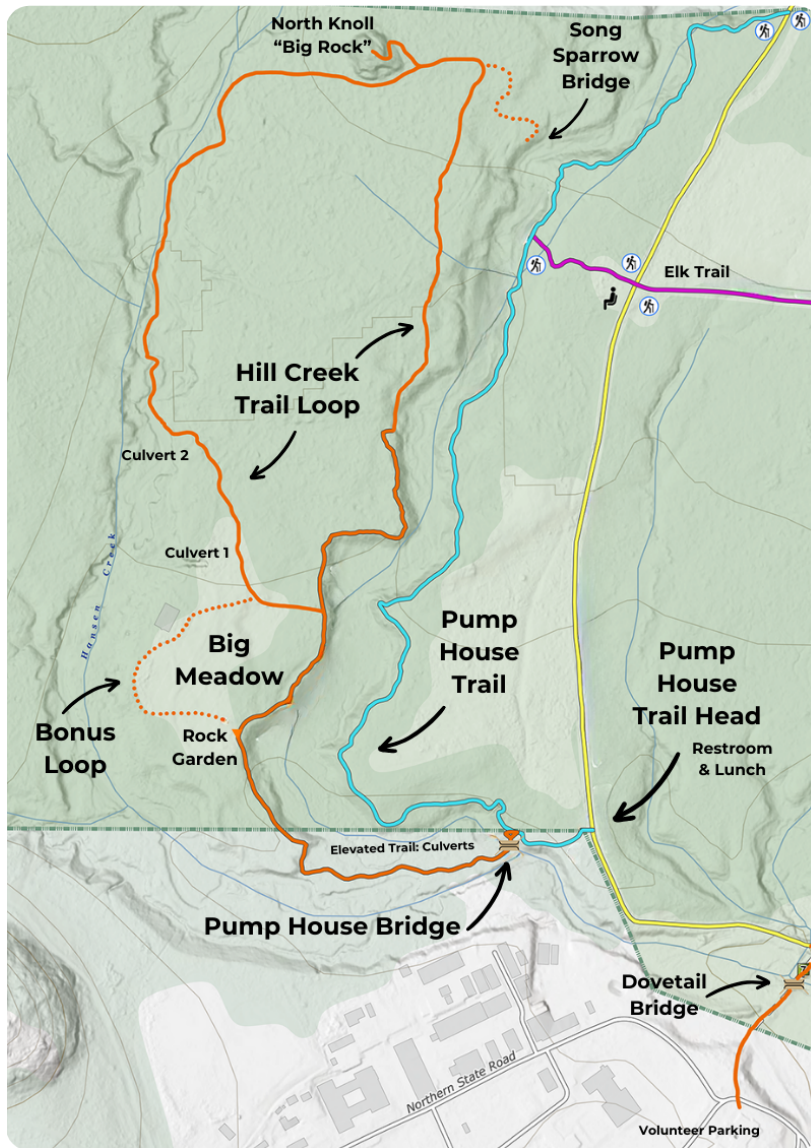 North Knoll
“Big Rock”
Song
Sparrow
Bridge
Elk Trail
Hill Creek
Trail Loop
Culvert 2
Culvert 1
Hansen Creek
Big
Meadow
Pump
House
Trail
Pump
House
Trail Head
Restroom
& Lunch
Bonus
Loop
Rock
Garden
Elevated Trail: Culverts
Pump House Bridge
Dovetail
Bridge
Northern State Road
Volunteer Parking